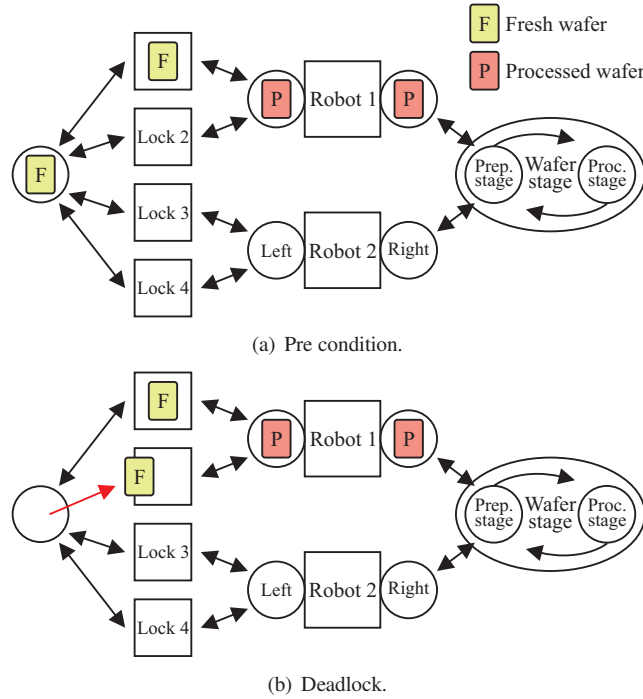 F Fresh wafer
P Processed wafer
F
P Robot 1 P
Lock 2
F
Prep. stage Wafer stage Proc. stage
Lock 3
Left Robot 2 Right
Lock 4
(a) Pre condition.
F
P Robot 1 P
F
Prep. stage Wafer stage Proc. stage
Lock 3
Left Robot 2 Right
Lock 4
(b) Deadlock.